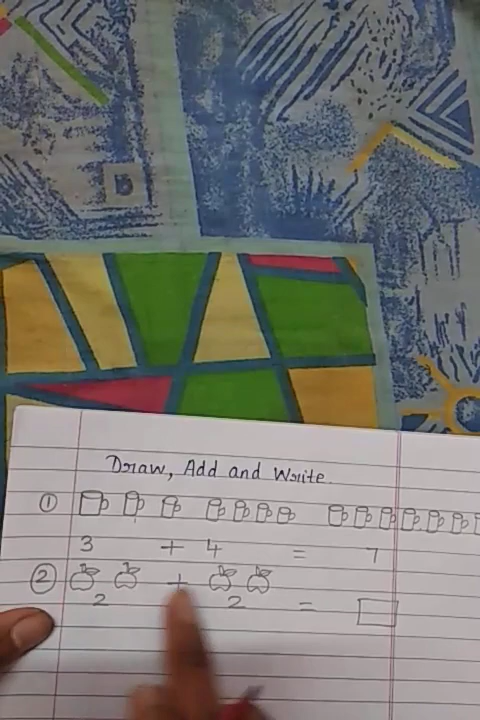 Draw, Add and Write.
①
3 + 4 = 7
②
+
2 2 =
D